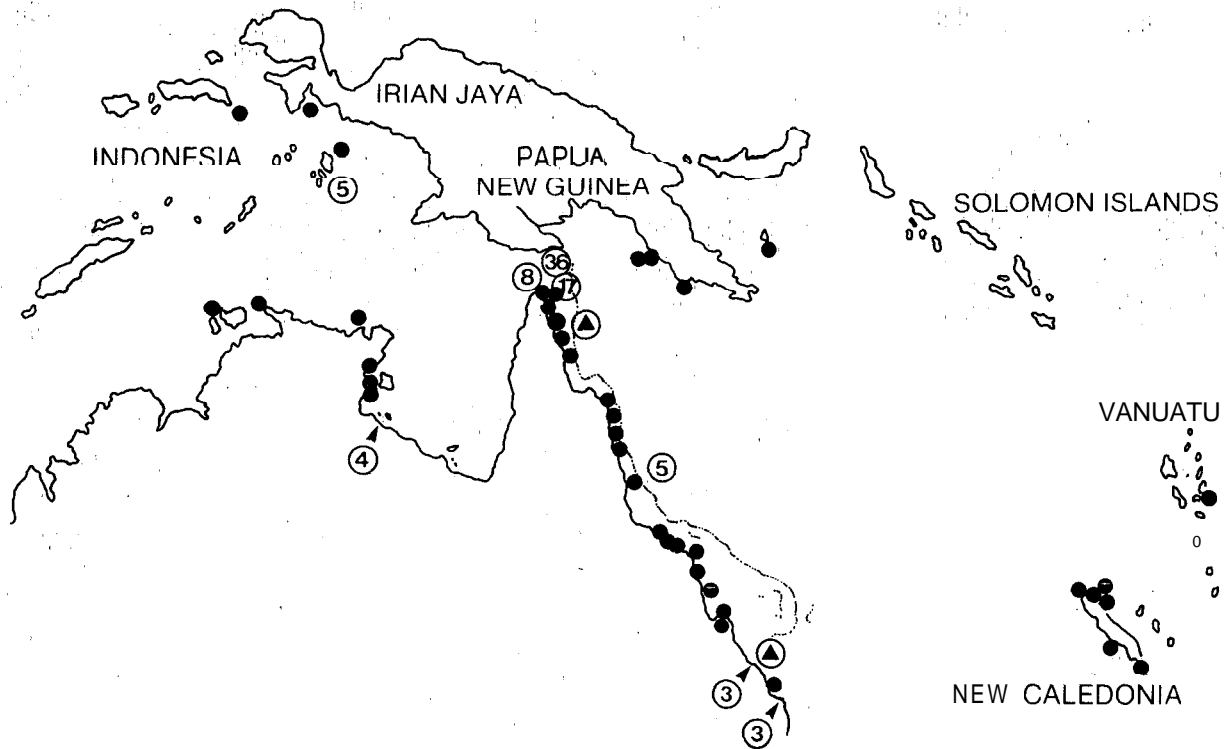 IRIAN JAYA
INDONESIA
PAPUA
NEW GUINEA
5
SOLOMON ISLANDS
36
8
17
VANUATU
4
5
3
NEW CALEDONIA
3